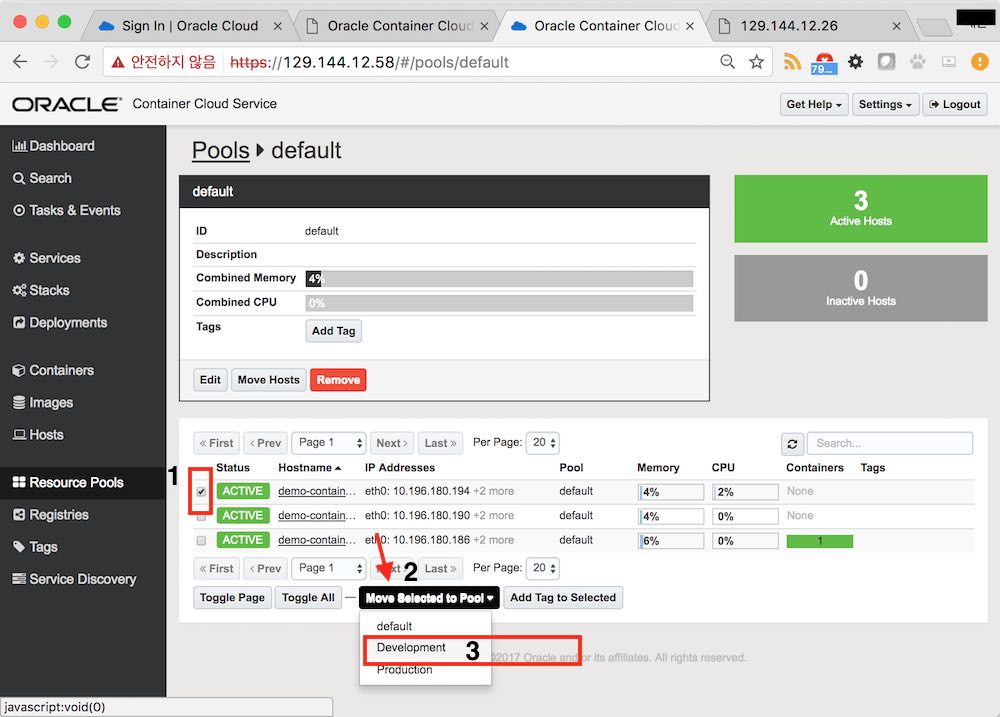 Sign In | Oracle Cloud
Oracle Container Cloud
Oracle Container Cloud
129.144.12.26
안전하지 않음 https://129.144.12.58/#/pools/default
79...
ORACLE Container Cloud Service
Get Help
Settings
Logout
Dashboard
Search
Tasks & Events
Services
Stacks
Deployments
Containers
Images
Hosts
Resource Pools
Registries
Tags
Service Discovery
Pools default
default
ID default
Description
Combined Memory 4%
Combined CPU 0%
Tags Add Tag
Edit Move Hosts Remove
3
Active Hosts
0
Inactive Hosts
« First ‹ Prev Page 1 Next › Last » Per Page: 20 Search...
Status Hostname IP Addresses Pool Memory CPU Containers Tags
1
ACTIVE demo-contain... eth0: 10.196.180.194 +2 more default 4% 2% None
ACTIVE demo-contain... eth0: 10.196.180.190 +2 more default 4% 0% None
ACTIVE demo-contain... eth0: 10.196.180.186 +2 more default 6% 0% 1
« First ‹ Prev Page 1 Next › Last » Per Page: 20
2
Toggle Page Toggle All — Move Selected to Pool Add Tag to Selected
default
Development 3
Production
©2017 Oracle and/or its affiliates. All rights reserved.
javascript:void(0)